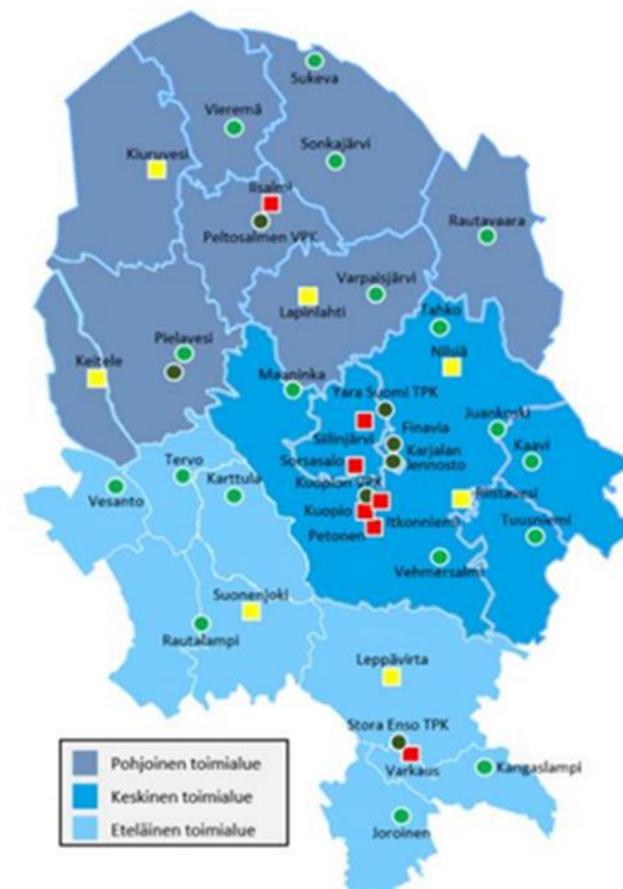 Sukeva
Vieremä
Sonkajärvi
Kiuruvesi
Iisalmi
Peltosalmen VPK
Rautavaara
Varpaisjärvi
Lapinlahti
Tahko
Pielavesi
Keitele
Nilsiä
Maaninka
Yara Suomi TPK
Juankoski
Siilinjärvi
Finavia
Karjalan
lennosto
Kaavi
Sorsasalo
Tervo
Karttula
Vesanto
Kuopion VPK
Riistavesi
Kuopio
Itkonniemi
Tuusniemi
Petonen
Vehmersalmi
Suonenjoki
Rautalampi
Leppävirta
Stora Enso TPK
Varkaus
Kangaslampi
Joroinen
Pohjoinen toimialue
Keskinen toimialue
Eteläinen toimialue